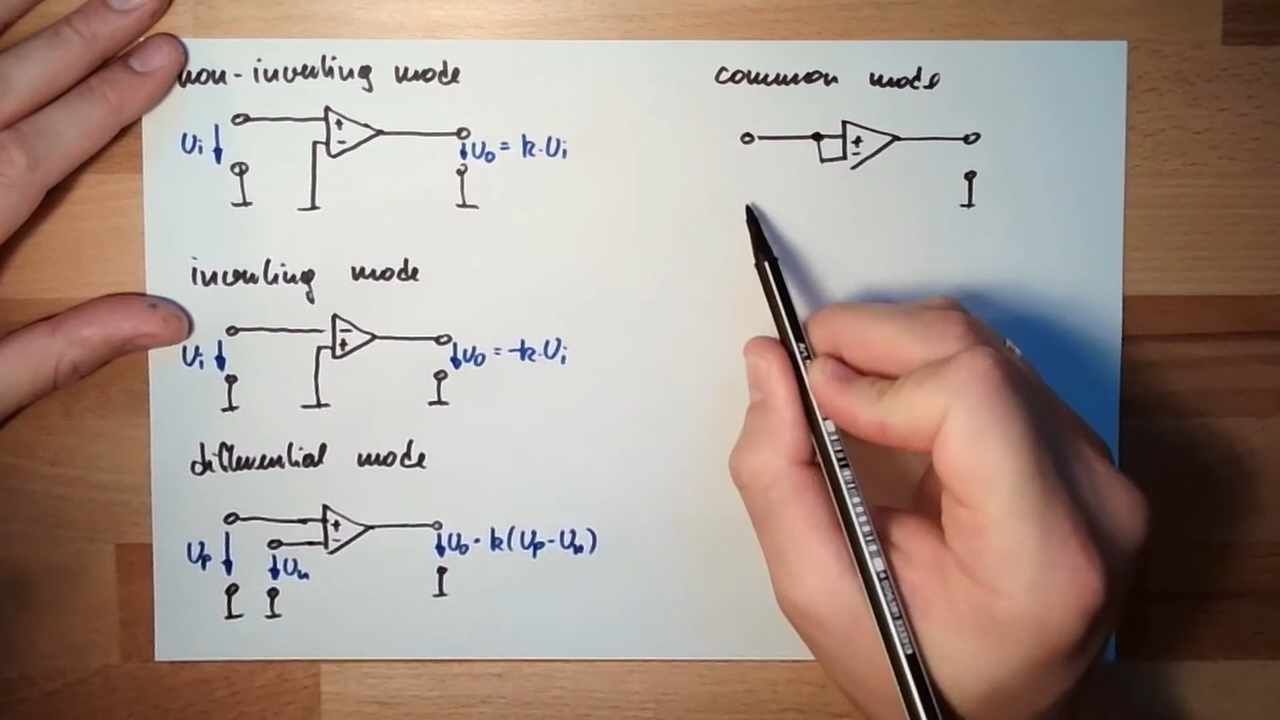 non-inverting mode
+
-
Ui
Uo = k·Ui
inverting mode
-
+
Ui
Uo = -k·Ui
differential mode
+
-
Up
Un
Uo = k(Up-Un)
common mode
+
-